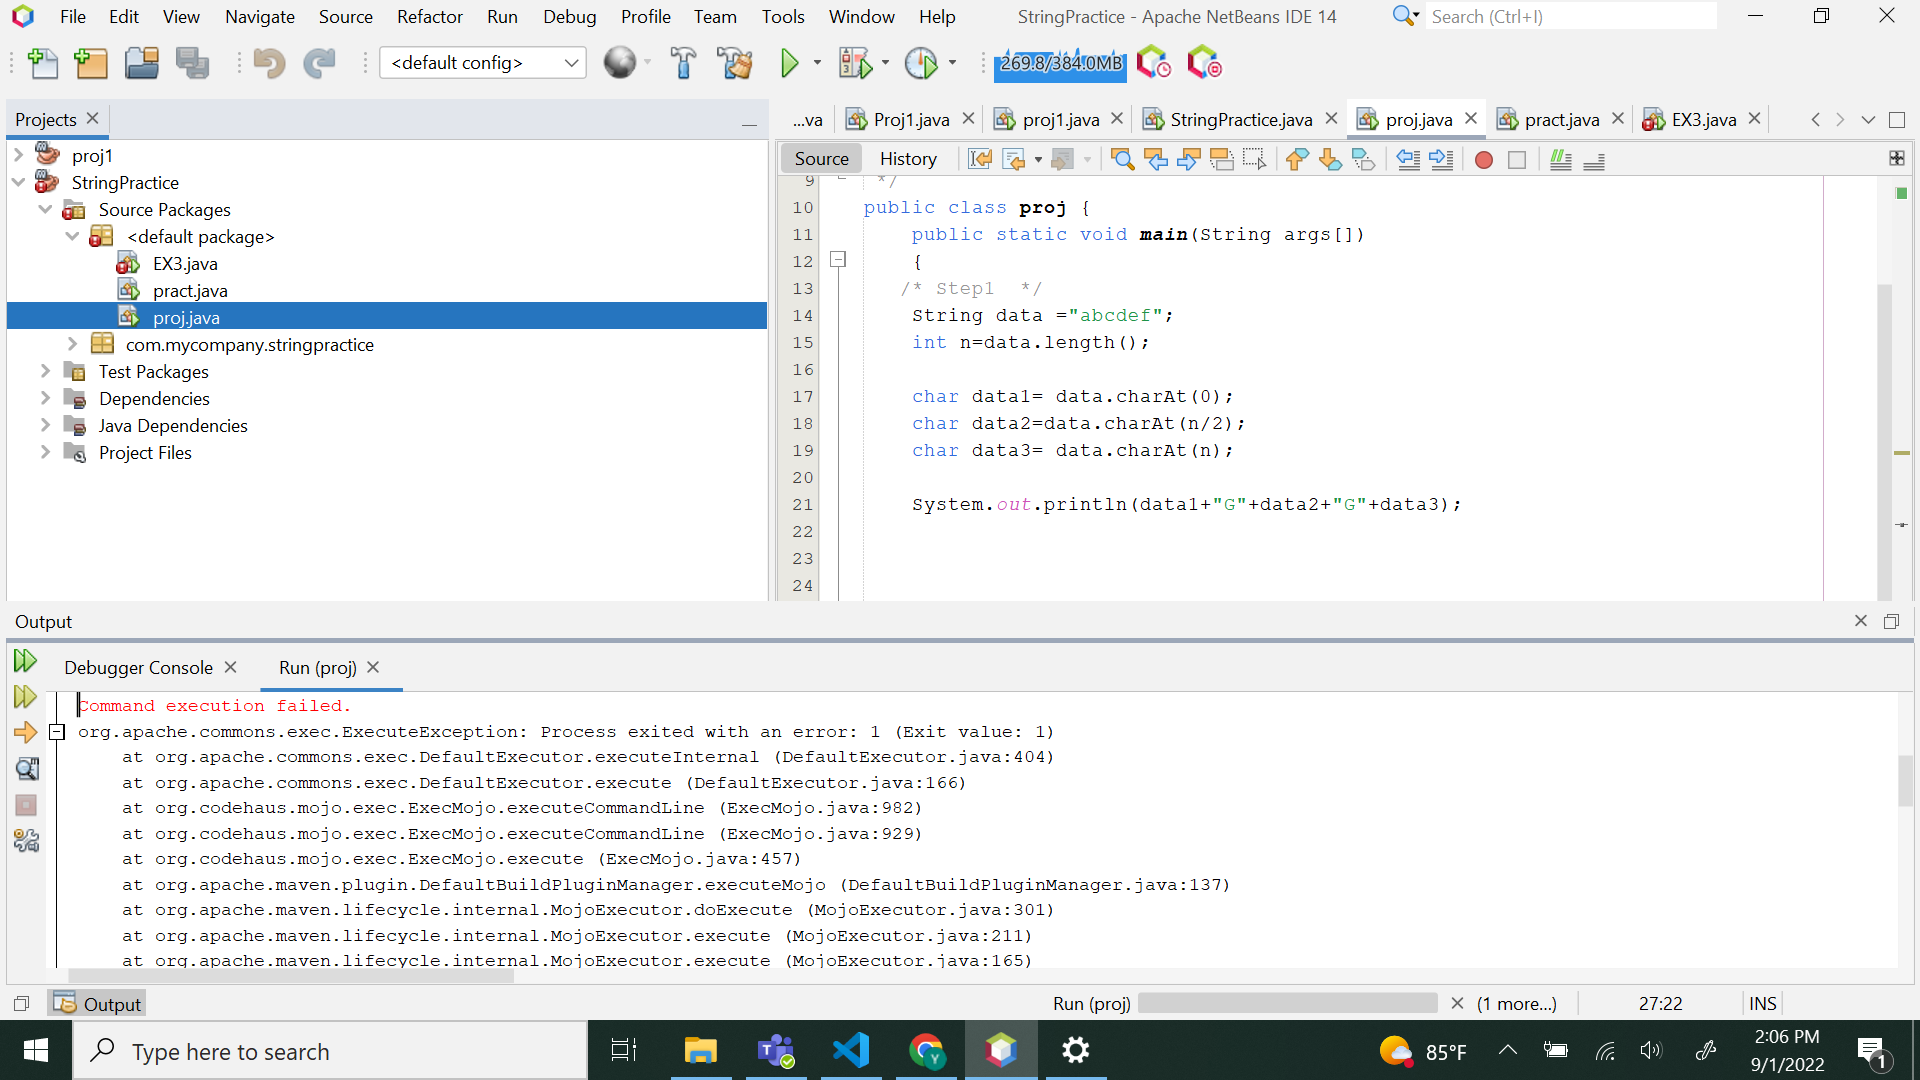 File Edit View Navigate Source Refactor Run Debug Profile Team Tools Window Help StringPractice - Apache NetBeans IDE 14 Search (Ctrl+I)
<default config> 269.8/384.0MB
Projects
proj1
StringPractice
Source Packages
<default package>
EX3.java
pract.java
proj.java
com.mycompany.stringpractice
Test Packages
Dependencies
Java Dependencies
Project Files
...va Proj1.java proj1.java StringPractice.java proj.java pract.java EX3.java
Source History
9 */
10 public class proj {
11 public static void main(String args[])
12 {
13 /* Step1 */
14 String data ="abcdef";
15 int n=data.length();
16
17 char data1= data.charAt(0);
18 char data2=data.charAt(n/2);
19 char data3= data.charAt(n);
20
21 System.out.println(data1+"G"+data2+"G"+data3);
22
23
24
Output
Debugger Console Run (proj)
Command execution failed.
org.apache.commons.exec.ExecuteException: Process exited with an error: 1 (Exit value: 1)
at org.apache.commons.exec.DefaultExecutor.executeInternal (DefaultExecutor.java:404)
at org.apache.commons.exec.DefaultExecutor.execute (DefaultExecutor.java:166)
at org.codehaus.mojo.exec.ExecMojo.executeCommandLine (ExecMojo.java:982)
at org.codehaus.mojo.exec.ExecMojo.executeCommandLine (ExecMojo.java:929)
at org.codehaus.mojo.exec.ExecMojo.execute (ExecMojo.java:457)
at org.apache.maven.plugin.DefaultBuildPluginManager.executeMojo (DefaultBuildPluginManager.java:137)
at org.apache.maven.lifecycle.internal.MojoExecutor.doExecute (MojoExecutor.java:301)
at org.apache.maven.lifecycle.internal.MojoExecutor.execute (MojoExecutor.java:211)
at org.apache.maven.lifecycle.internal.MojoExecutor.execute (MojoExecutor.java:165)
Output Run (proj) (1 more...) 27:22 INS
Type here to search 85°F 2:06 PM
9/1/2022 1